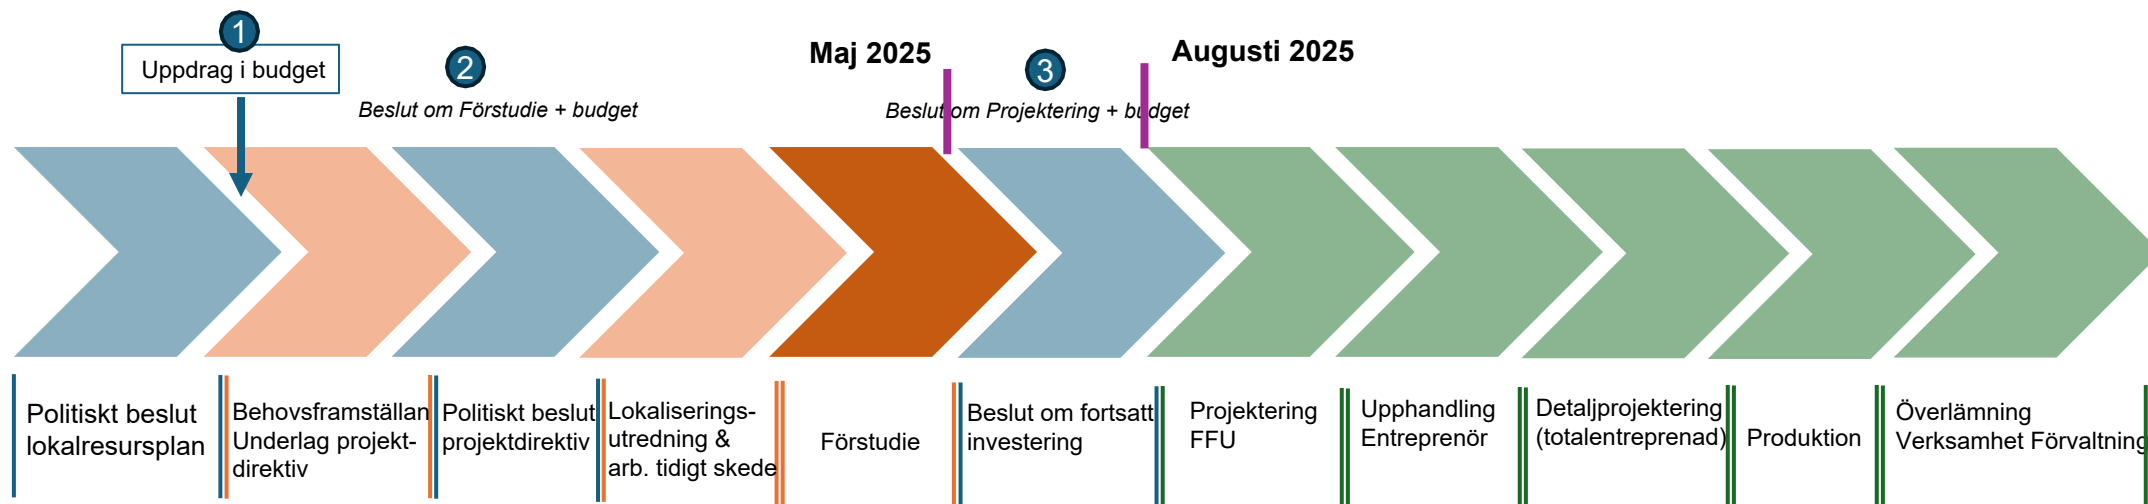 1
Uppdrag i budget
2
Beslut om Förstudie + budget
Maj 2025
3
Beslut om Projektering + budget
Augusti 2025
Politiskt beslut
lokalresursplan
Behovsframställan
Underlag projekt-
direktiv
Politiskt beslut
projektdirektiv
Lokaliserings-
utredning &
arb. tidigt skede
Förstudie
Beslut om fortsatt
investering
Projektering
FFU
Upphandling
Entreprenör
Detaljprojektering
(totalentreprenad)
Produktion
Överlämning
Verksamhet Förvaltning